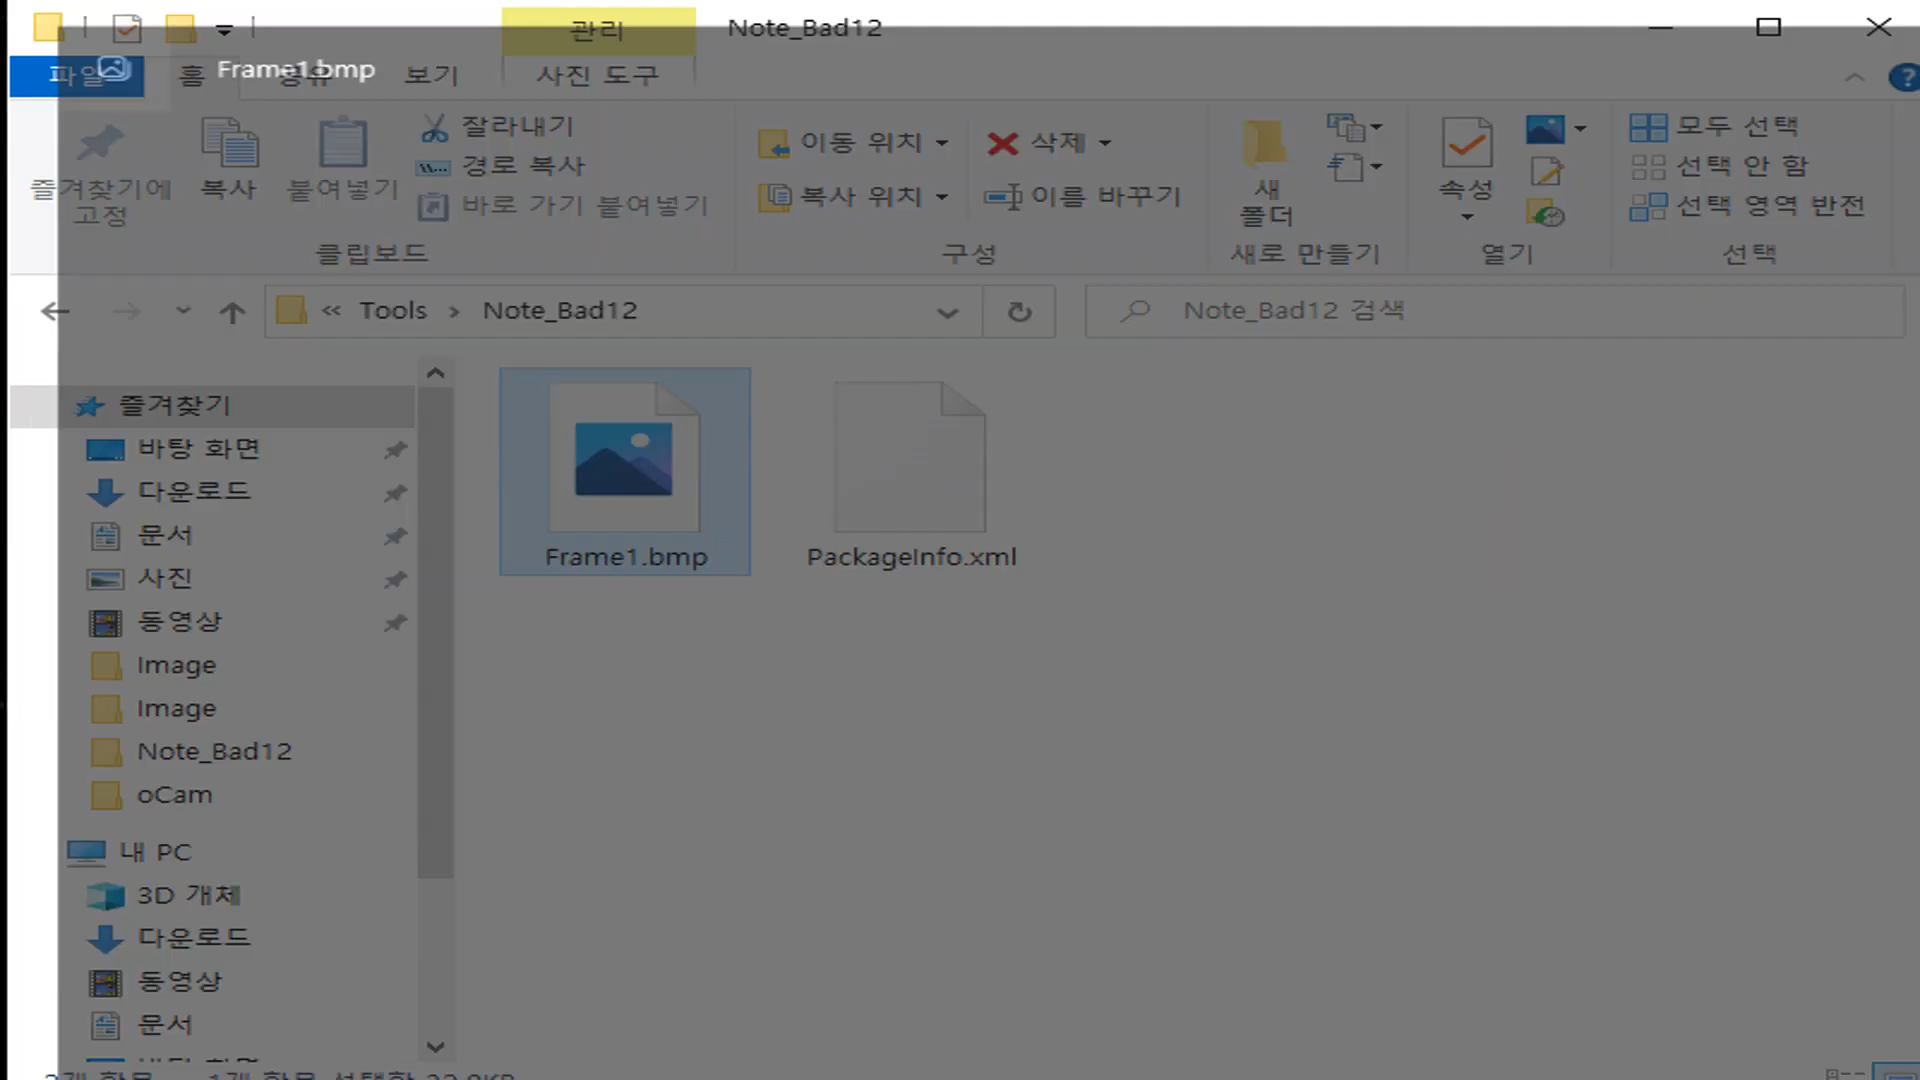 관리
Note_Bad12
파일
홈
Frame1.bmp
공유
보기
사진 도구
즐겨찾기에
고정
복사
붙여넣기
잘라내기
경로 복사
바로 가기 붙여넣기
클립보드
이동 위치
복사 위치
삭제
이름 바꾸기
구성
새
폴더
새로 만들기
속성
열기
모두 선택
선택 안 함
선택 영역 반전
선택
« Tools › Note_Bad12
Note_Bad12 검색
즐겨찾기
바탕 화면
다운로드
문서
사진
동영상
Image
Image
Note_Bad12
oCam
내 PC
3D 개체
다운로드
동영상
문서
바탕 화면
Frame1.bmp
PackageInfo.xml